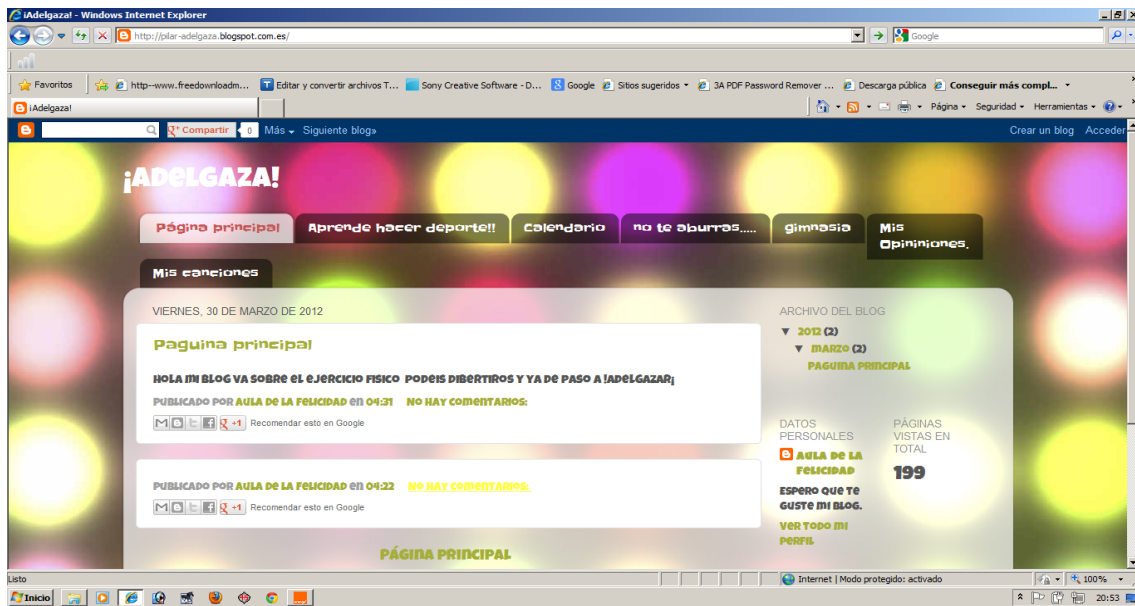 ¡Adelgaza! - Windows Internet Explorer
http://pilar-adelgaza.blogspot.com.es/
Google
Favoritos http--www.freedownloadm... Editar y convertir archivos T... Sony Creative Software - D... Google Sitios sugeridos 3A PDF Password Remover ... Descarga pública Conseguir más compl...
¡Adelgaza!
Página Seguridad Herramientas
Compartir 0 Más Siguiente blog»
Crear un blog Acceder
¡Adelgaza!
Página principal Aprende hacer deporte!! Calendario no te aburras..... gimnasia Mis Opininiones.
Mis canciones
VIERNES, 30 DE MARZO DE 2012
Paguina principal
HOLA MI BLOG VA SOBRE EL EJERCICIO FISICO PODEIS DIBERTIROS Y YA DE PASO A !ADELGAZAR¡
PUBLICADO POR AULA DE LA FELICIDAD EN 04:31 NO HAY COMENTARIOS:
+1 Recomendar esto en Google
PUBLICADO POR AULA DE LA FELICIDAD EN 04:22 NO HAY COMENTARIOS:
+1 Recomendar esto en Google
PÁGINA PRINCIPAL
ARCHIVO DEL BLOG
▼ 2012 (2)
▼ MARZO (2)
PAGUINA PRINCIPAL
DATOS PERSONALES
AULA DE LA FELICIDAD
ESPERO QUE TE GUSTE MI BLOG.
VER TODO MI PERFIL
PÁGINAS VISTAS EN TOTAL
199
Listo
Internet | Modo protegido: activado
100%
Inicio
20:53